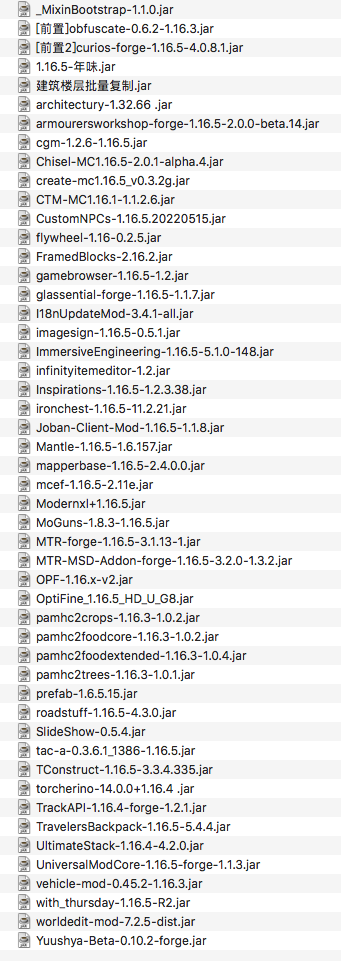 _MixinBootstrap-1.1.0.jar
[前置]obfuscate-0.6.2-1.16.3.jar
[前置2]curios-forge-1.16.5-4.0.8.1.jar
1.16.5-年味.jar
建筑楼层批量复制.jar
architectury-1.32.66 .jar
armourersworkshop-forge-1.16.5-2.0.0-beta.14.jar
cgm-1.2.6-1.16.5.jar
Chisel-MC1.16.5-2.0.1-alpha.4.jar
create-mc1.16.5_v0.3.2g.jar
CTM-MC1.16.1-1.1.2.6.jar
CustomNPCs-1.16.5.20220515.jar
flywheel-1.16-0.2.5.jar
FramedBlocks-2.16.2.jar
gamebrowser-1.16.5-1.2.jar
glassential-forge-1.16.5-1.1.7.jar
I18nUpdateMod-3.4.1-all.jar
imagesign-1.16.5-0.5.1.jar
ImmersiveEngineering-1.16.5-5.1.0-148.jar
infinityitemeditor-1.2.jar
Inspirations-1.16.5-1.2.3.38.jar
ironchest-1.16.5-11.2.21.jar
Joban-Client-Mod-1.16.5-1.1.8.jar
Mantle-1.16.5-1.6.157.jar
mapperbase-1.16.5-2.4.0.0.jar
mcef-1.16.5-2.11e.jar
Modernxl+1.16.5.jar
MoGuns-1.8.3-1.16.5.jar
MTR-forge-1.16.5-3.1.13-1.jar
MTR-MSD-Addon-forge-1.16.5-3.2.0-1.3.2.jar
OPF-1.16.x-v2.jar
OptiFine_1.16.5_HD_U_G8.jar
pamhc2crops-1.16.3-1.0.2.jar
pamhc2foodcore-1.16.3-1.0.2.jar
pamhc2foodextended-1.16.3-1.0.4.jar
pamhc2trees-1.16.3-1.0.1.jar
prefab-1.6.5.15.jar
roadstuff-1.16.5-4.3.0.jar
SlideShow-0.5.4.jar
tac-a-0.3.6.1_1386-1.16.5.jar
TConstruct-1.16.5-3.3.4.335.jar
torcherino-14.0.0+1.16.4 .jar
TrackAPI-1.16.4-forge-1.2.1.jar
TravelersBackpack-1.16.5-5.4.4.jar
UltimateStack-1.16.4-4.2.0.jar
UniversalModCore-1.16.5-forge-1.1.3.jar
vehicle-mod-0.45.2-1.16.3.jar
with_thursday-1.16.5-R2.jar
worldedit-mod-7.2.5-dist.jar
Yuushya-Beta-0.10.2-forge.jar